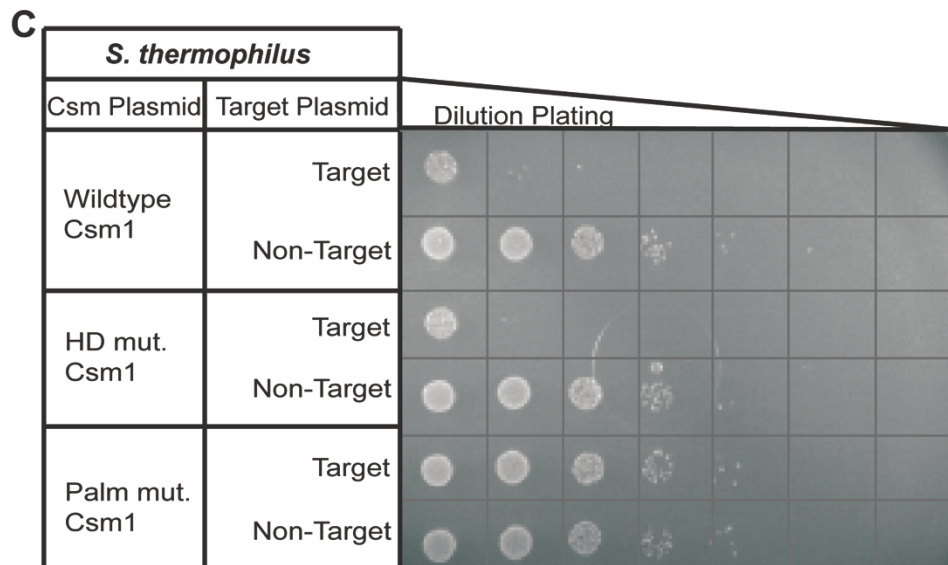 C
S. thermophilus
Csm Plasmid Target Plasmid Dilution Plating
Wildtype
Csm1
Target
Non-Target
HD mut.
Csm1
Target
Non-Target
Palm mut.
Csm1
Target
Non-Target